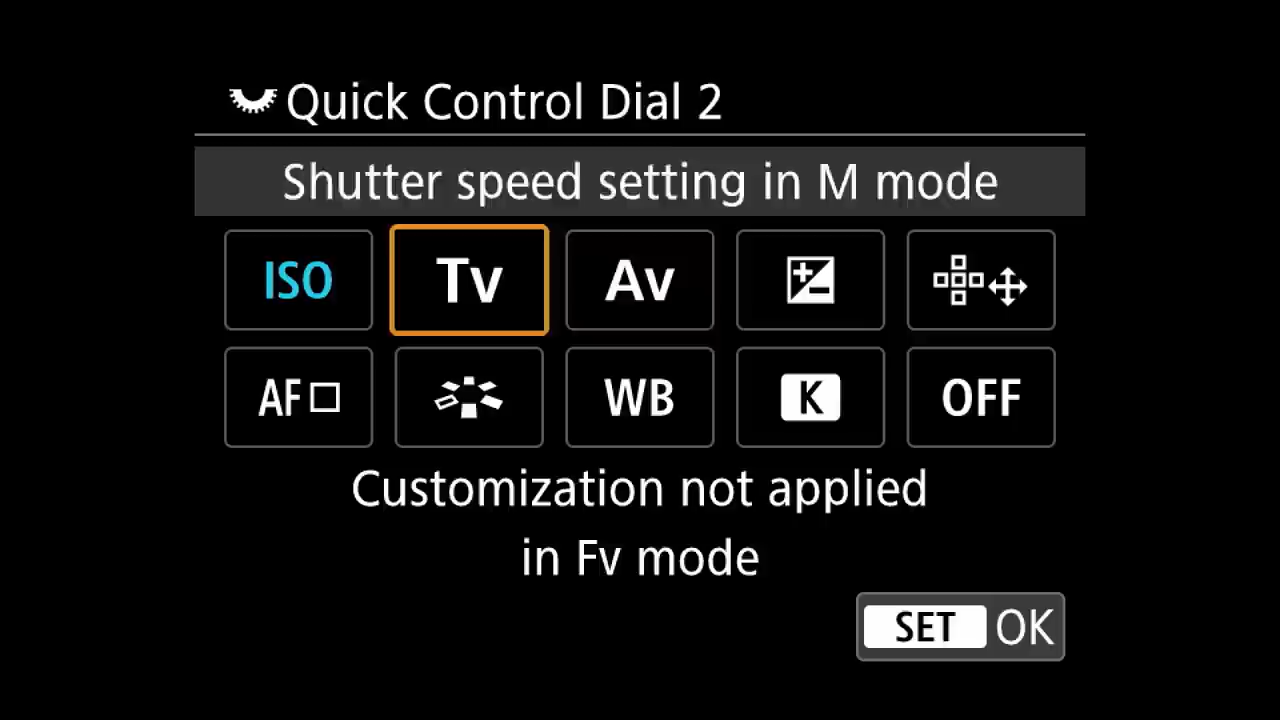 Quick Control Dial 2
Shutter speed setting in M mode
ISO Tv Av
AF WB K OFF
Customization not applied
in Fv mode
SET OK